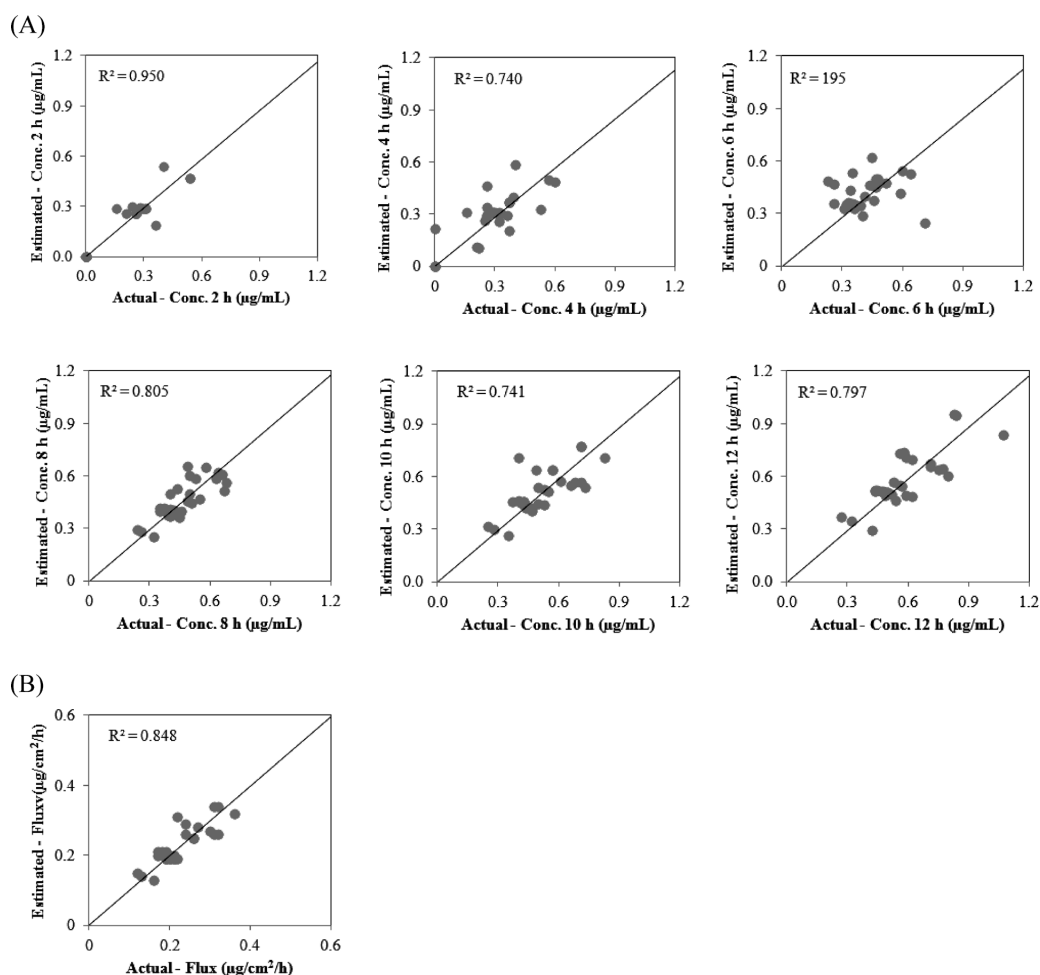 (A)
R² = 0.950
Estimated - Conc. 2 h (µg/mL)
1.2
0.9
0.6
0.3
0.0
0.0 0.3 0.6 0.9 1.2
Actual - Conc. 2 h (µg/mL)
R² = 0.740
Estimated - Conc. 4 h (µg/mL)
1.2
0.9
0.6
0.3
0
0.0 0.3 0.6 0.9 1.2
Actual - Conc. 4 h (µg/mL)
R² = 195
Estimated - Conc. 6 h (µg/mL)
1.2
0.9
0.6
0.3
0.0
0.0 0.3 0.6 0.9 1.2
Actual - Conc. 6 h (µg/mL)
R² = 0.805
Estimated - Conc. 8 h (µg/mL)
1.2
0.9
0.6
0.3
0.0
0.0 0.3 0.6 0.9 1.2
Actual - Conc. 8 h (µg/mL)
R² = 0.741
Estimated - Conc. 10 h (µg/mL)
1.2
0.9
0.6
0.3
0.0
0.0 0.3 0.6 0.9 1.2
Actual - Conc. 10 h (µg/mL)
R² = 0.797
Estimated - Conc. 12 h (µg/mL)
1.2
0.9
0.6
0.3
0.0
0.0 0.3 0.6 0.9 1.2
Actual - Conc. 12 h (µg/mL)
(B)
R² = 0.848
Estimated - Fluxv(µg/cm²/h)
0.6
0.4
0.2
0
0 0.2 0.4 0.6
Actual - Flux (µg/cm²/h)